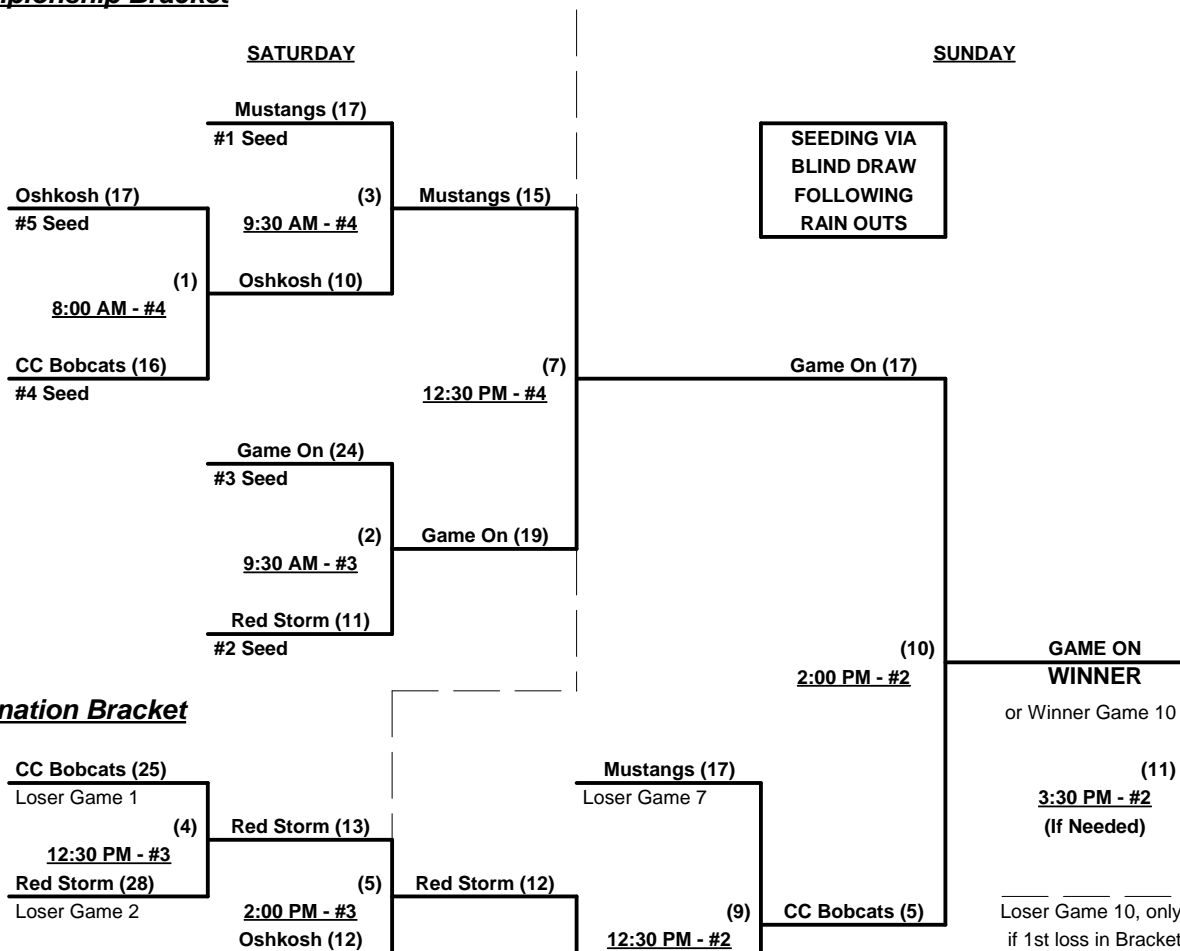 SATURDAY
SUNDAY
Mustangs (17)
#1 Seed
SEEDING VIA
BLIND DRAW
FOLLOWING
RAIN OUTS
Oshkosh (17)
#5 Seed
(3)
9:30 AM - #4
Mustangs (15)
(1)
8:00 AM - #4
Oshkosh (10)
CC Bobcats (16)
#4 Seed
(7)
12:30 PM - #4
Game On (17)
Game On (24)
#3 Seed
(2)
9:30 AM - #3
Game On (19)
Red Storm (11)
#2 Seed
(10)
2:00 PM - #2
GAME ON
WINNER
or Winner Game 10
Bracket
CC Bobcats (25)
Loser Game 1
Mustangs (17)
Loser Game 7
(11)
3:30 PM - #2
(If Needed)
(4)
12:30 PM - #3
Red Storm (13)
Red Storm (28)
Loser Game 2
(5)
2:00 PM - #3
Red Storm (12)
Oshkosh (12)
(9)
12:30 PM - #2
CC Bobcats (5)
Loser Game 10, only
if 1st loss in Bracket